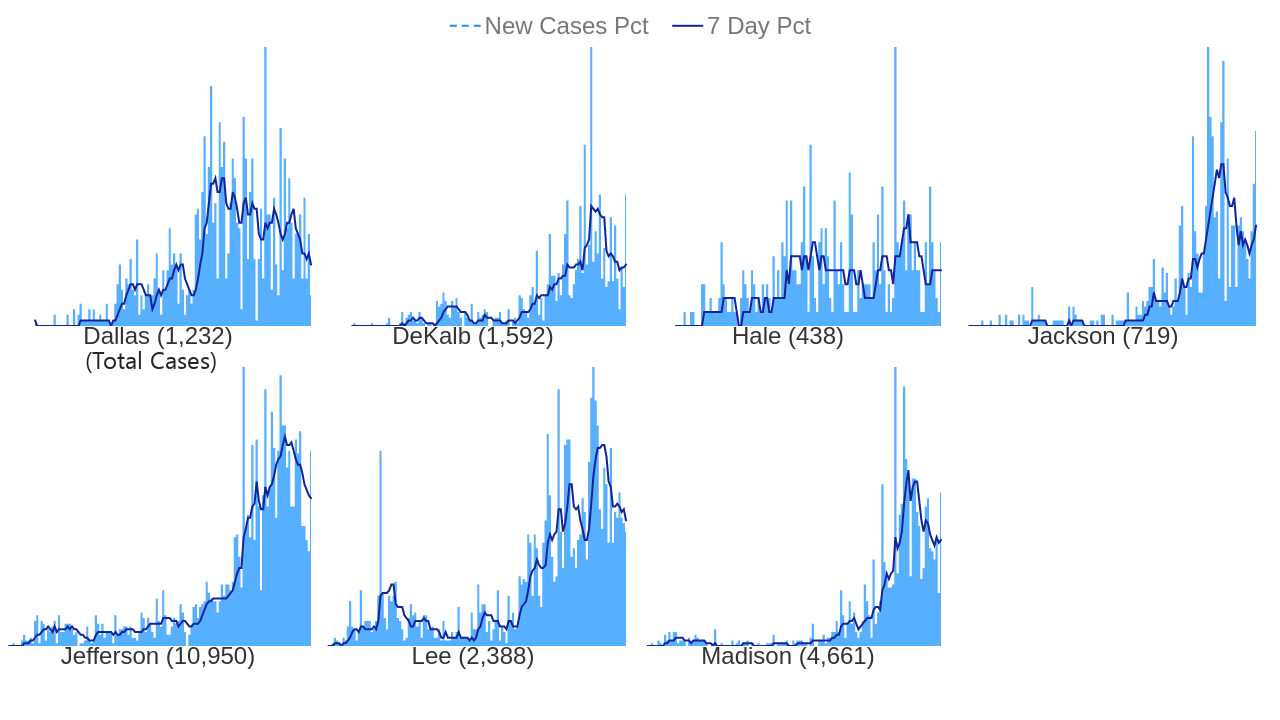 New Cases Pct 7 Day Pct
Dallas (1,232) DeKalb (1,592) Hale (438) Jackson (719)
(Total Cases)
Jefferson (10,950) Lee (2,388) Madison (4,661)